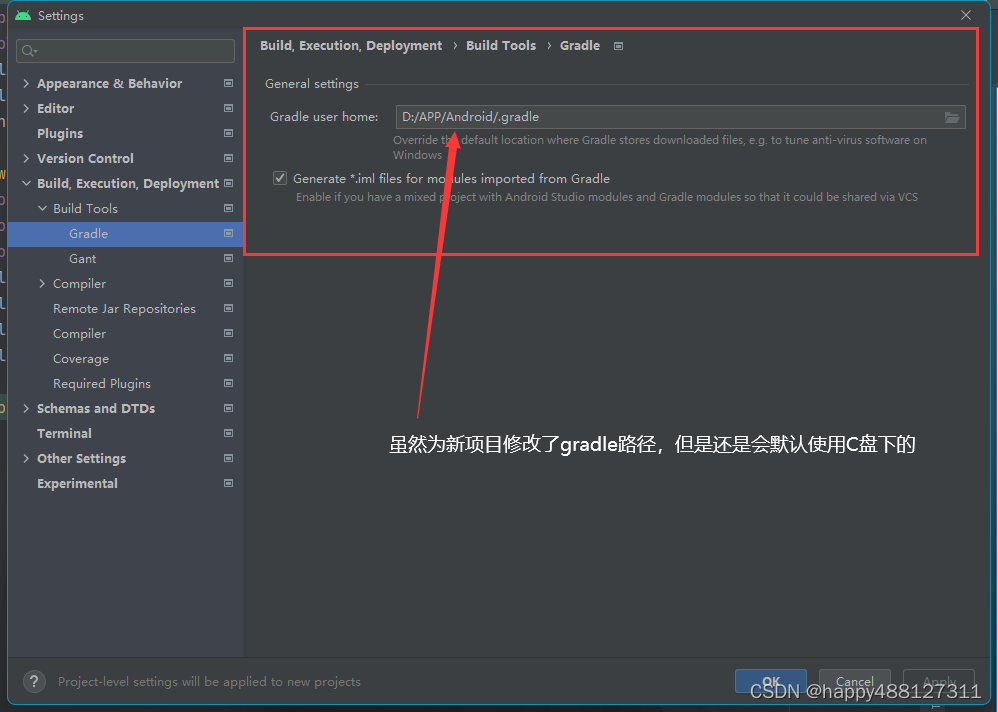 Settings
Appearance & Behavior
Editor
Plugins
Version Control
Build, Execution, Deployment
Build Tools
Gradle
Gant
Compiler
Remote Jar Repositories
Compiler
Coverage
Required Plugins
Schemas and DTDs
Terminal
Other Settings
Experimental
Build, Execution, Deployment › Build Tools › Gradle
General settings
Gradle user home: D:/APP/Android/.gradle
Override the default location where Gradle stores downloaded files, e.g. to tune anti-virus software on
Windows
Generate *.iml files for modules imported from Gradle
Enable if you have a mixed project with Android Studio modules and Gradle modules so that it could be shared via VCS
虽然为新项目修改了gradle路径，但是还是会默认使用C盘下的
? Project-level settings will be applied to new projects
OK Cancel Apply
CSDN @happy488127311